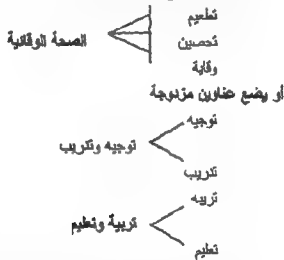 تطعيم
تحصين
الصحة الوقائية
وقاية
أو يضع عناوين مزدوجة
توجيه
توجيه وتدريب
تدريب
تربيه
تربية وتعليم
تعليم